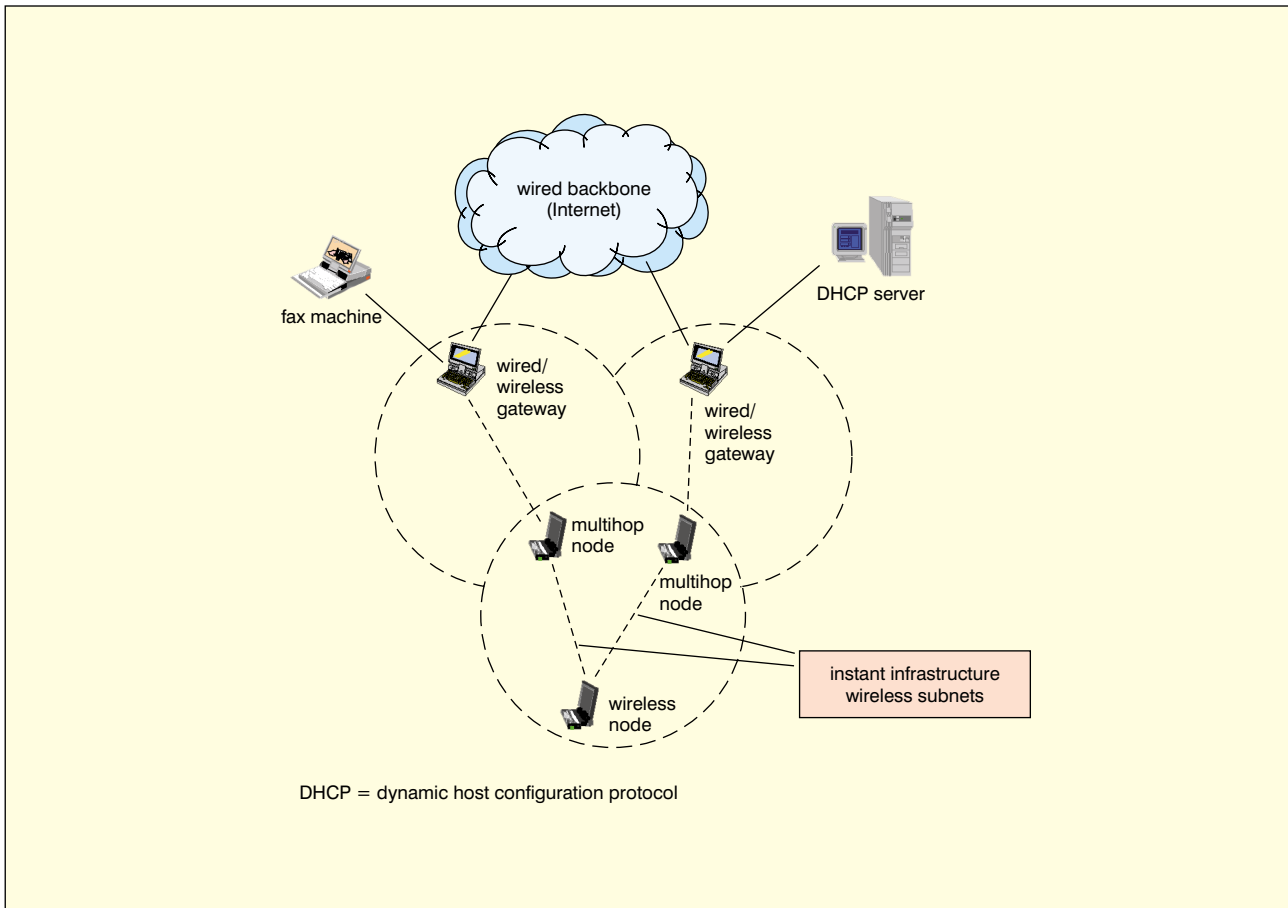 wired backbone
(Internet)
DHCP server
fax machine
wired/
wireless
gateway
wired/
wireless
gateway
multihop
node
multihop
node
instant infrastructure
wireless subnets
wireless
node
DHCP = dynamic host configuration protocol